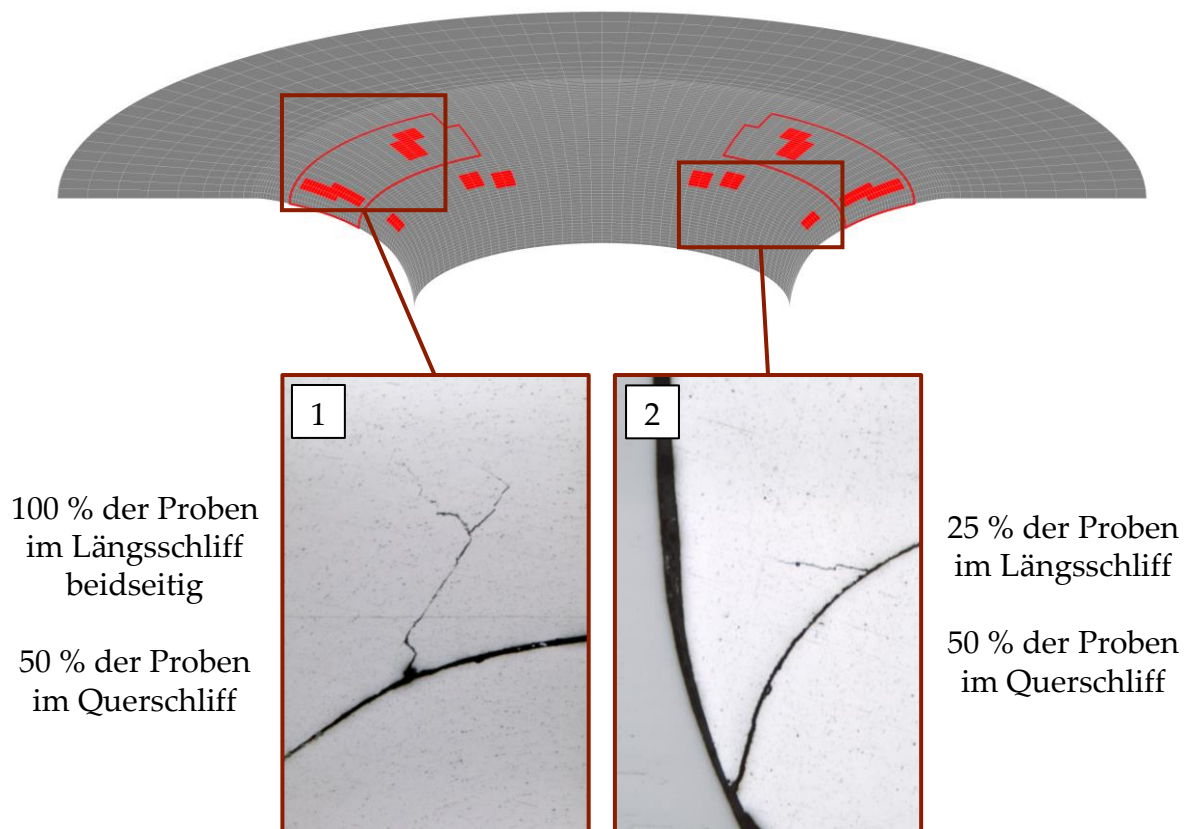 1
2
100 % der Proben
im Längsschliff
beidseitig
50 % der Proben
im Querschliff
25 % der Proben
im Längsschliff
50 % der Proben
im Querschliff